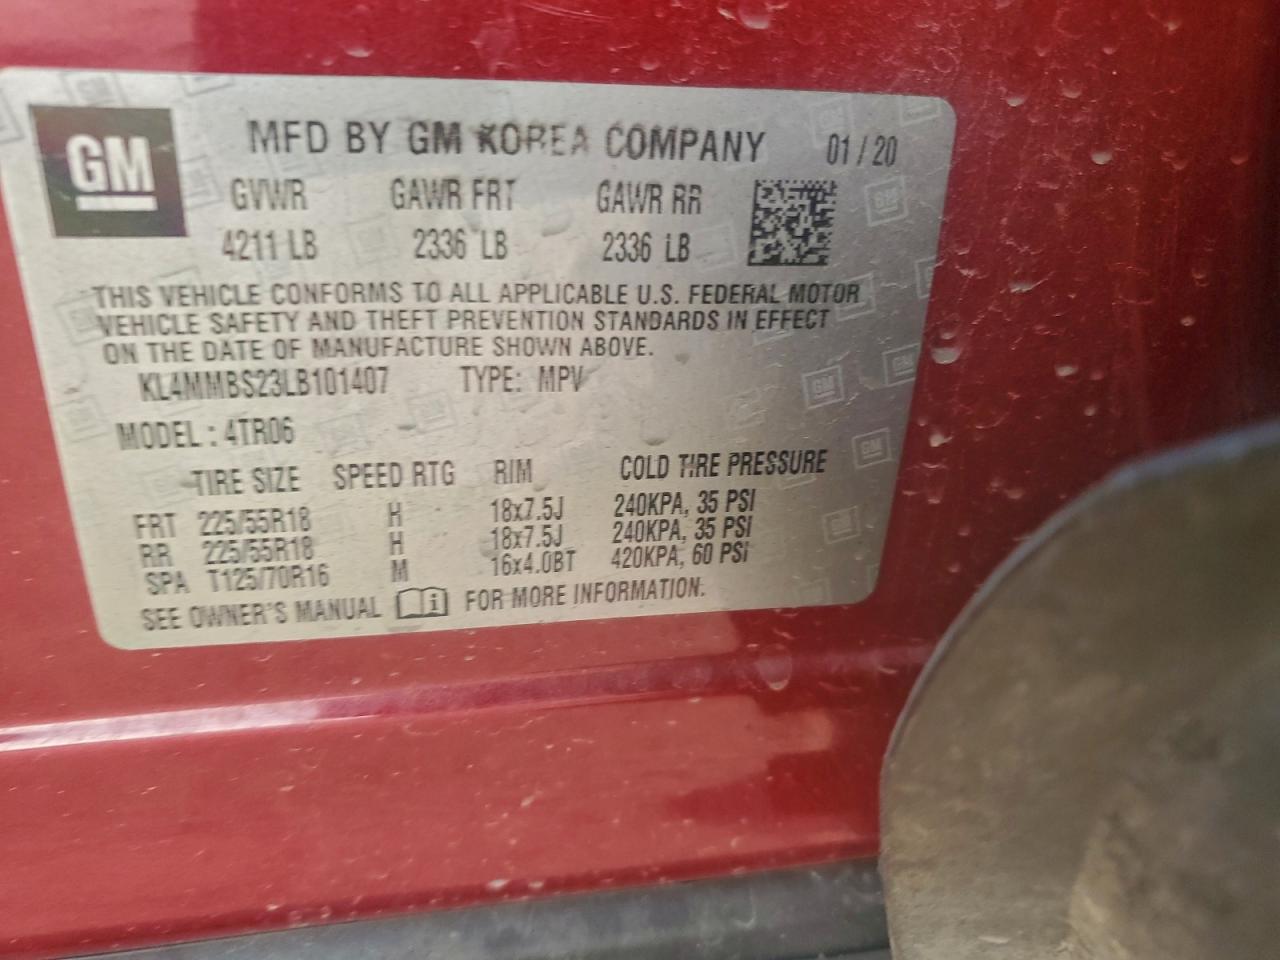 GM
MFD BY GM KOREA COMPANY 01 / 20
GVWR GAWR FRT GAWR RR
4211 LB 2336 LB 2336 LB
THIS VEHICLE CONFORMS TO ALL APPLICABLE U.S. FEDERAL MOTOR
VEHICLE SAFETY AND THEFT PREVENTION STANDARDS IN EFFECT
ON THE DATE OF MANUFACTURE SHOWN ABOVE.
KL4MMBS23LB101407 TYPE: MPV
MODEL : 4TR06
TIRE SIZE SPEED RTG RIM COLD TIRE PRESSURE
FRT 225/55R18 H 18x7.5J 240KPA, 35 PSI
RR 225/55R18 H 18x7.5J 240KPA, 35 PSI
SPA T125/70R16 M 16x4.0BT 420KPA, 60 PSI
SEE OWNER'S MANUAL FOR MORE INFORMATION.